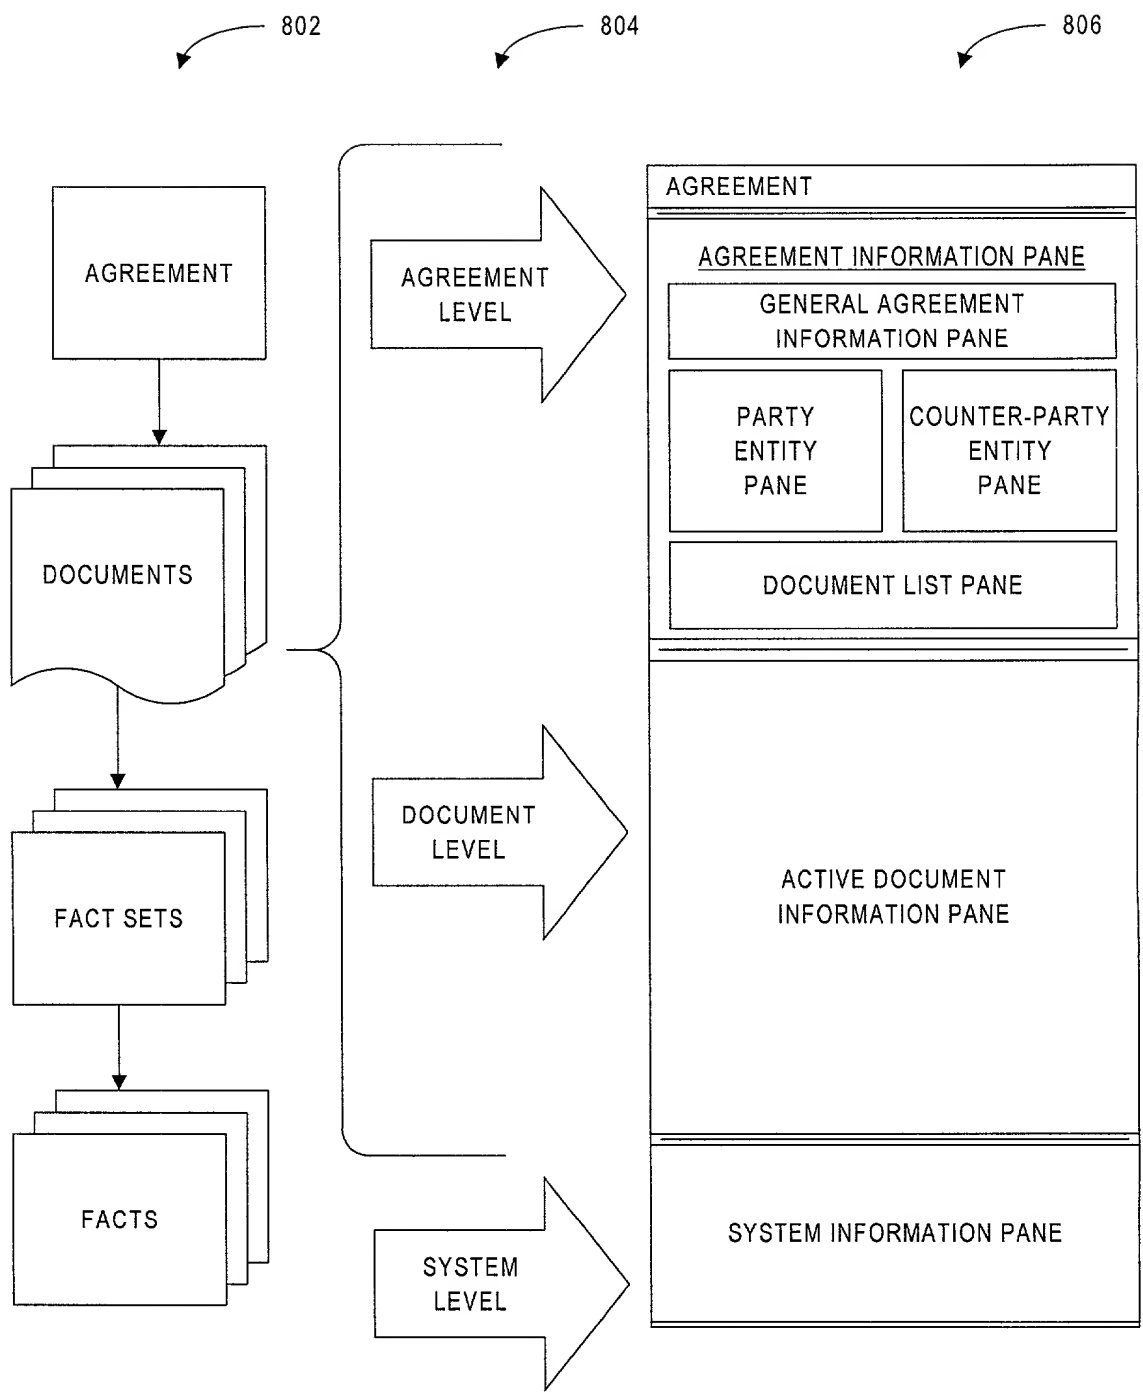 802
804
806
AGREEMENT
DOCUMENTS
FACT SETS
FACTS
AGREEMENT
LEVEL
DOCUMENT
LEVEL
SYSTEM
LEVEL
AGREEMENT
AGREEMENT INFORMATION PANE
GENERAL AGREEMENT
INFORMATION PANE
PARTY
ENTITY
PANE
COUNTER-PARTY
ENTITY
PANE
DOCUMENT LIST PANE
ACTIVE DOCUMENT
INFORMATION PANE
SYSTEM INFORMATION PANE